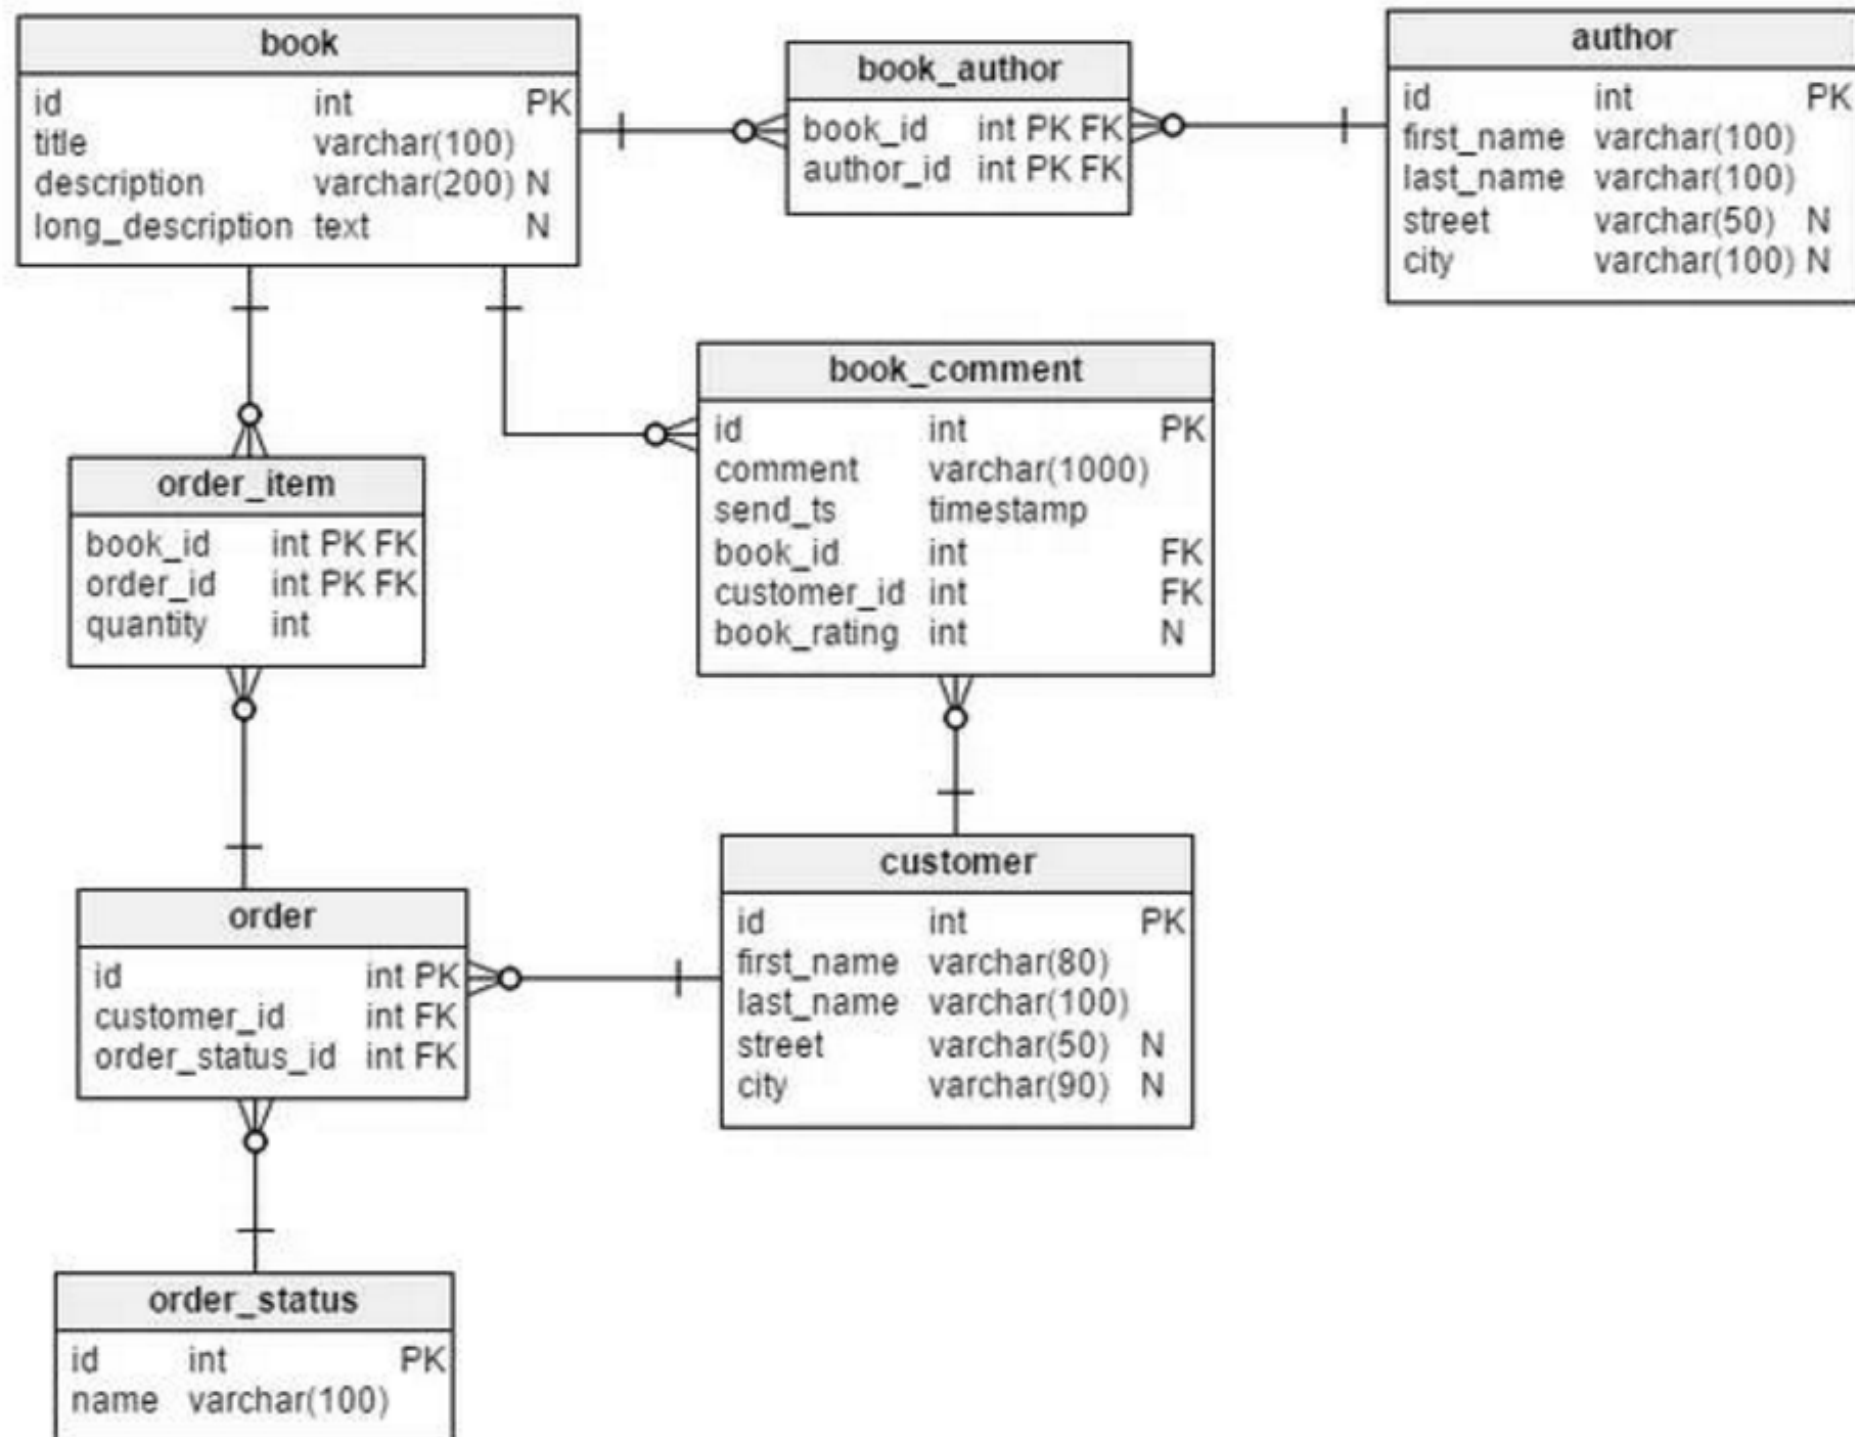 book
id int PK
title varchar(100)
description varchar(200) N
long_description text N
book_author
book_id int PK FK
author_id int PK FK
author
id int PK
first_name varchar(100)
last_name varchar(100)
street varchar(50) N
city varchar(100) N
book_comment
id int PK
comment varchar(1000)
send_ts timestamp
book_id int FK
customer_id int FK
book_rating int N
order_item
book_id int PK FK
order_id int PK FK
quantity int
order
id int PK
customer_id int FK
order_status_id int FK
customer
id int PK
first_name varchar(80)
last_name varchar(100)
street varchar(50) N
city varchar(90) N
order_status
id int PK
name varchar(100)